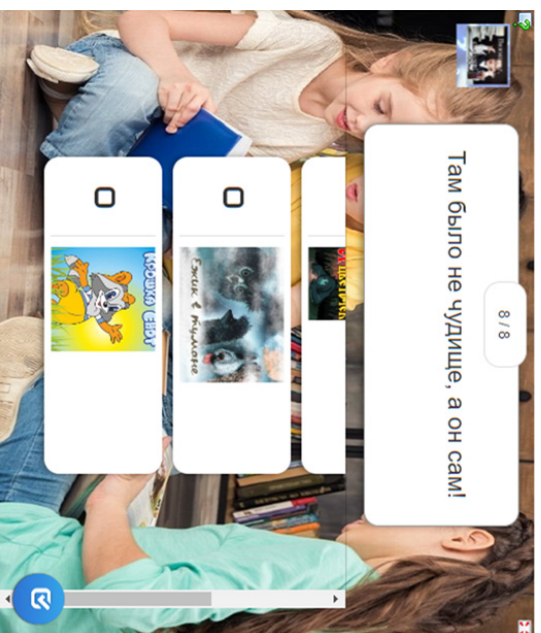 8 / 8
Там было не чудище, а он сам!
Ёжик в тумане
КРОШКА ЕНОТ